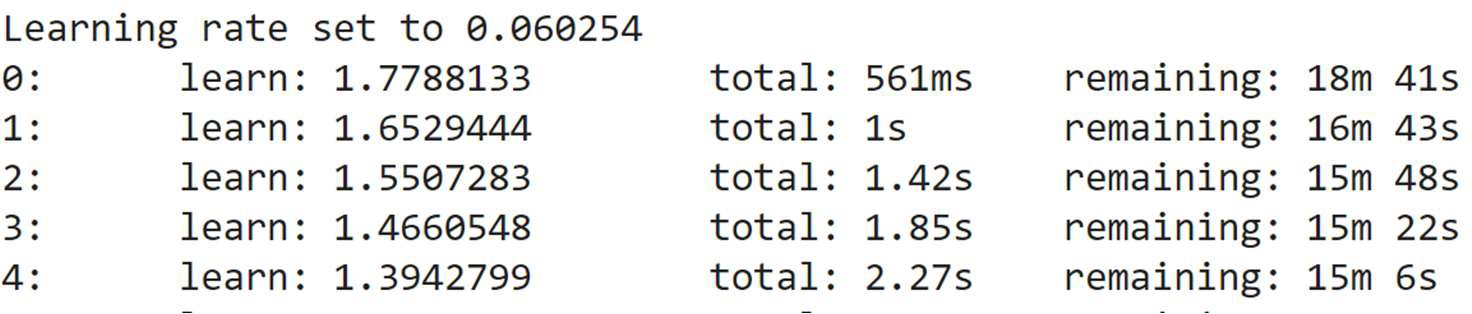 Learning rate set to 0.060254
0:	learn: 1.7788133	total: 561ms	remaining: 18m 41s
1:	learn: 1.6529444	total: 1s	remaining: 16m 43s
2:	learn: 1.5507283	total: 1.42s	remaining: 15m 48s
3:	learn: 1.4660548	total: 1.85s	remaining: 15m 22s
4:	learn: 1.3942799	total: 2.27s	remaining: 15m 6s